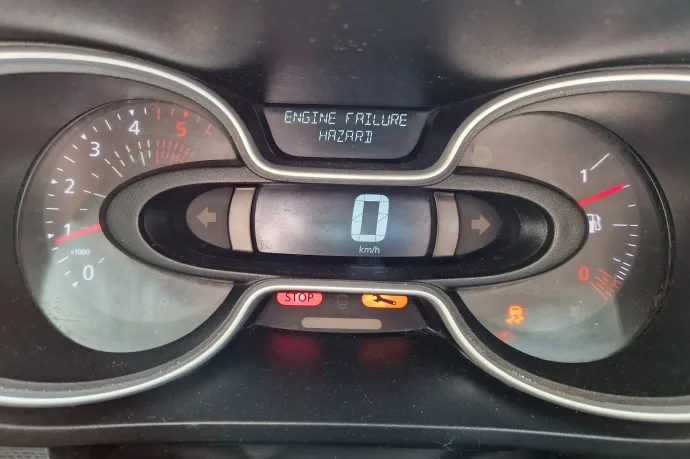 ENGINE FAILURE
HAZARD
4 5
3
2
1
x1000
0
0
km/h
1
0
STOP